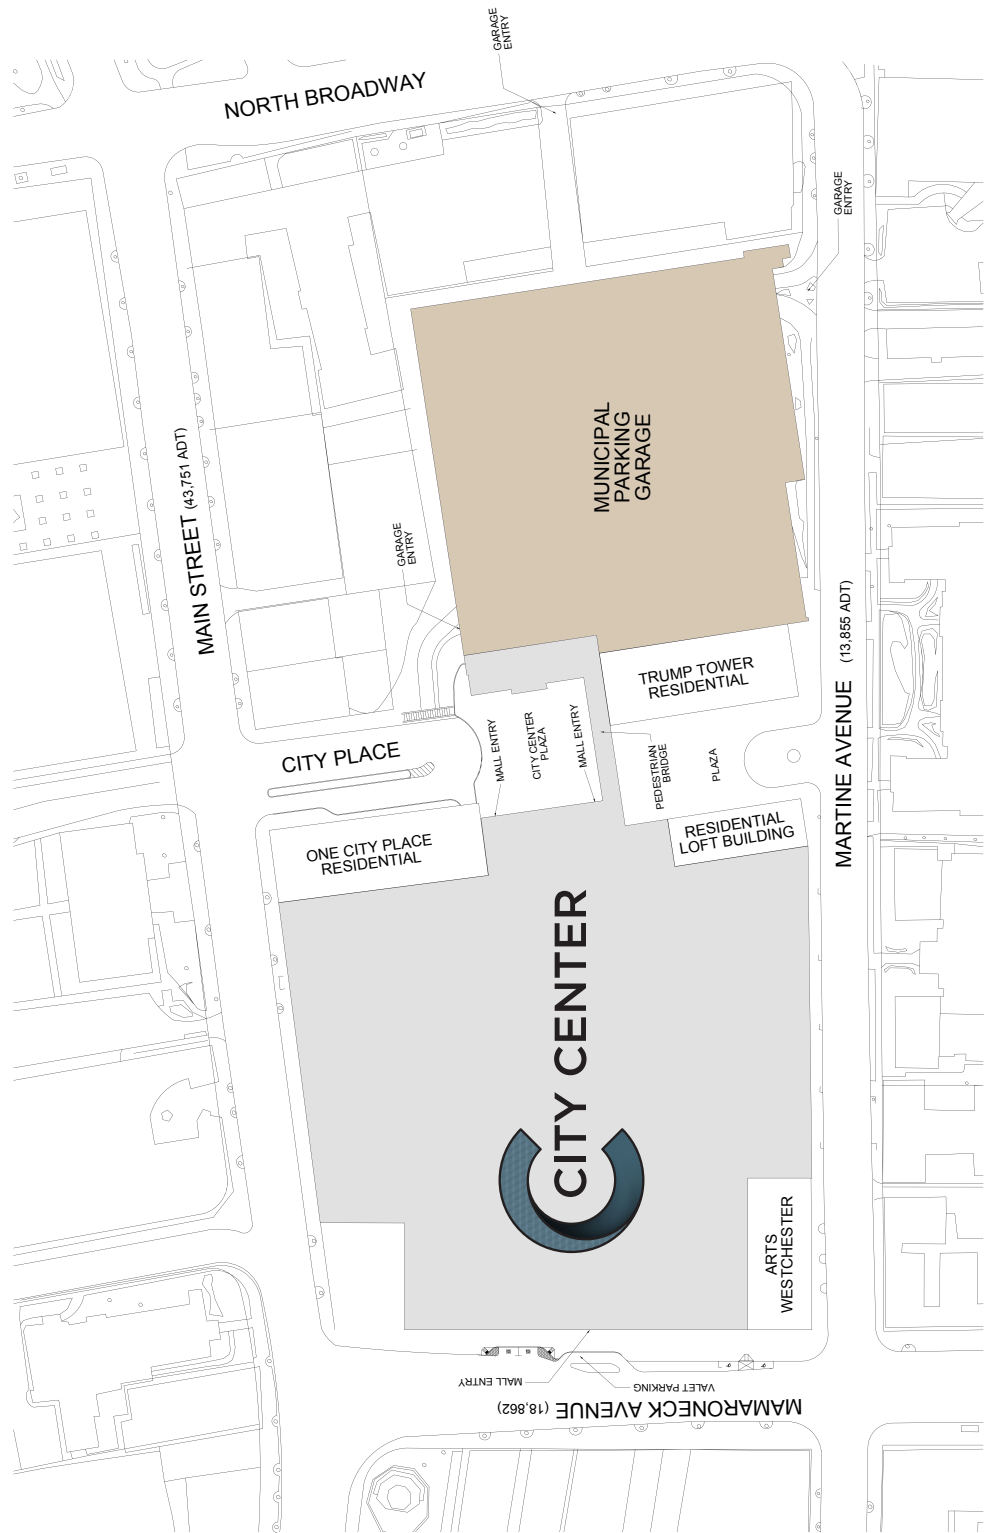 GARAGE
ENTRY
NORTH BROADWAY
GARAGE
ENTRY
MUNICIPAL
PARKING
GARAGE
MAIN STREET (43,751 ADT)
GARAGE
ENTRY
MARTINE AVENUE (13,855 ADT)
TRUMP TOWER
RESIDENTIAL
CITY PLACE
MALL ENTRY
CITY CENTER
PLAZA
MALL ENTRY
PEDESTRIAN
BRIDGE
PLAZA
ONE CITY PLACE
RESIDENTIAL
RESIDENTIAL
LOFT BUILDING
CITY CENTER
ARTS
WESTCHESTER
MALL ENTRY
VALET PARKING
MAMARONECK AVENUE (18,862)